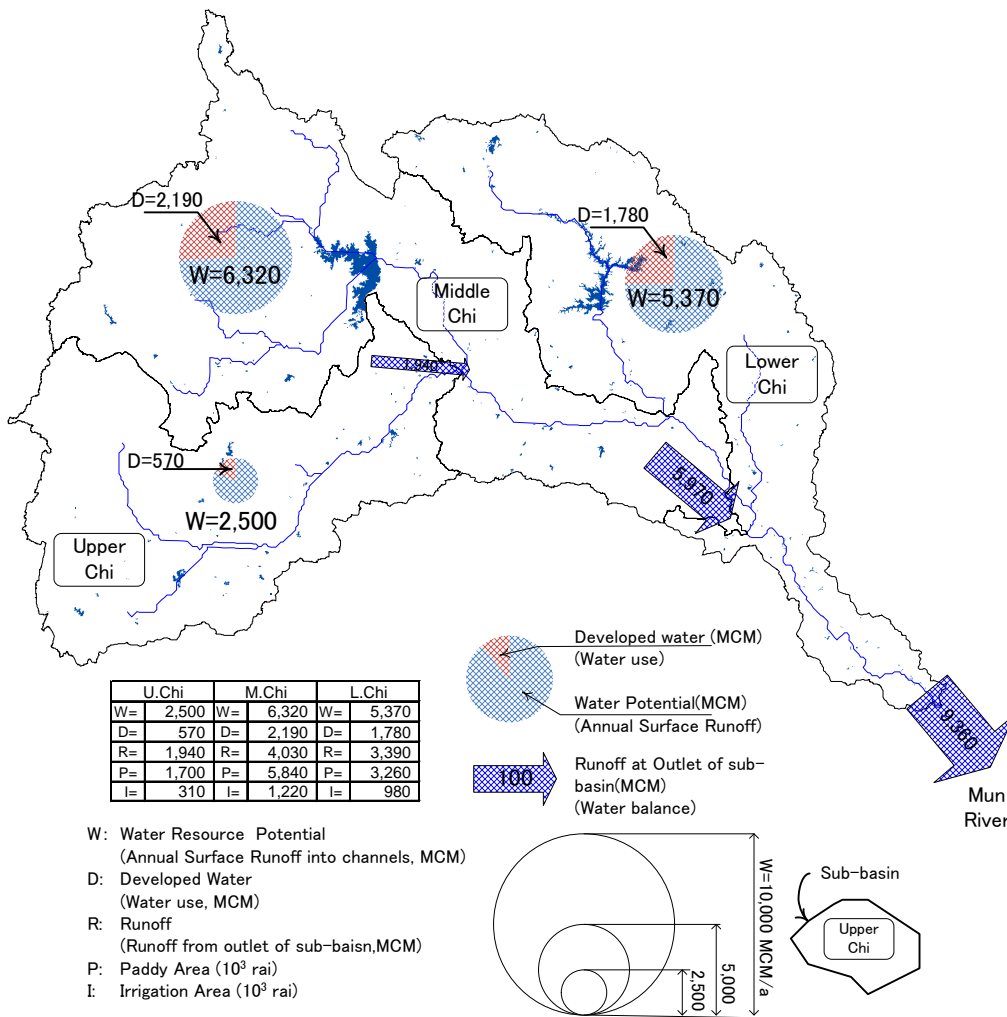 D=2,190
W=6,320
D=1,780
W=5,370
Middle
Chi
1,940
Lower
Chi
D=570
W=2,500
5,970
Upper
Chi
Developed water (MCM)
(Water use)
Water Potential(MCM)
(Annual Surface Runoff)
100
Runoff at Outlet of sub-
basin(MCM)
(Water balance)
9,360
Mun
River
U.Chi M.Chi L.Chi
W= 2,500 W= 6,320 W= 5,370
D= 570 D= 2,190 D= 1,780
R= 1,940 R= 4,030 R= 3,390
P= 1,700 P= 5,840 P= 3,260
I= 310 I= 1,220 I= 980
W: Water Resource Potential
(Annual Surface Runoff into channels, MCM)
D: Developed Water
(Water use, MCM)
R: Runoff
(Runoff from outlet of sub-baisn,MCM)
P: Paddy Area (10³ rai)
I: Irrigation Area (10³ rai)
2,500
5,000
W=10,000 MCM/a
Sub-basin
Upper
Chi